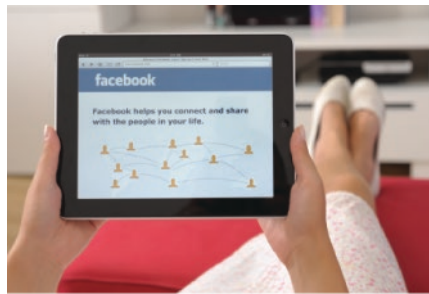 facebook
Facebook helps you connect and share
with the people in your life.